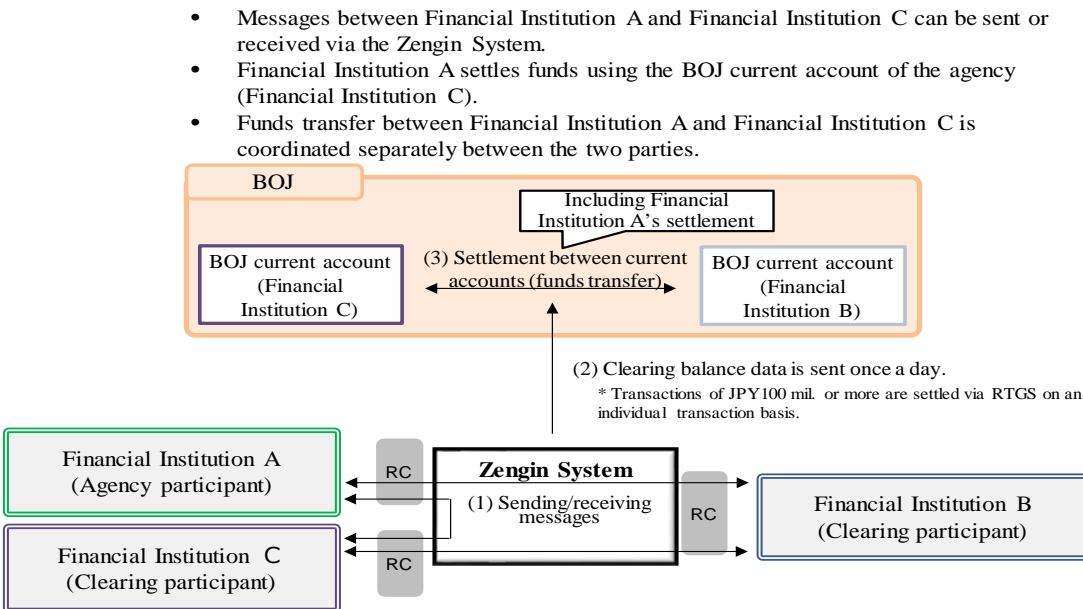 • Messages between Financial Institution A and Financial Institution C can be sent or
received via the Zengin System.
• Financial Institution A settles funds using the BOJ current account of the agency
(Financial Institution C).
• Funds transfer between Financial Institution A and Financial Institution C is
coordinated separately between the two parties.
BOJ
Including Financial
Institution A's settlement
BOJ current account
(Financial
Institution C)
(3) Settlement between current
accounts (funds transfer)
BOJ current account
(Financial
Institution B)
(2) Clearing balance data is sent once a day.
* Transactions of JPY100 mil. or more are settled via RTGS on an
individual transaction basis.
Financial Institution A
(Agency participant)
RC
Zengin System
(1) Sending/receiving
messages
RC
Financial Institution B
(Clearing participant)
Financial Institution C
(Clearing participant)
RC